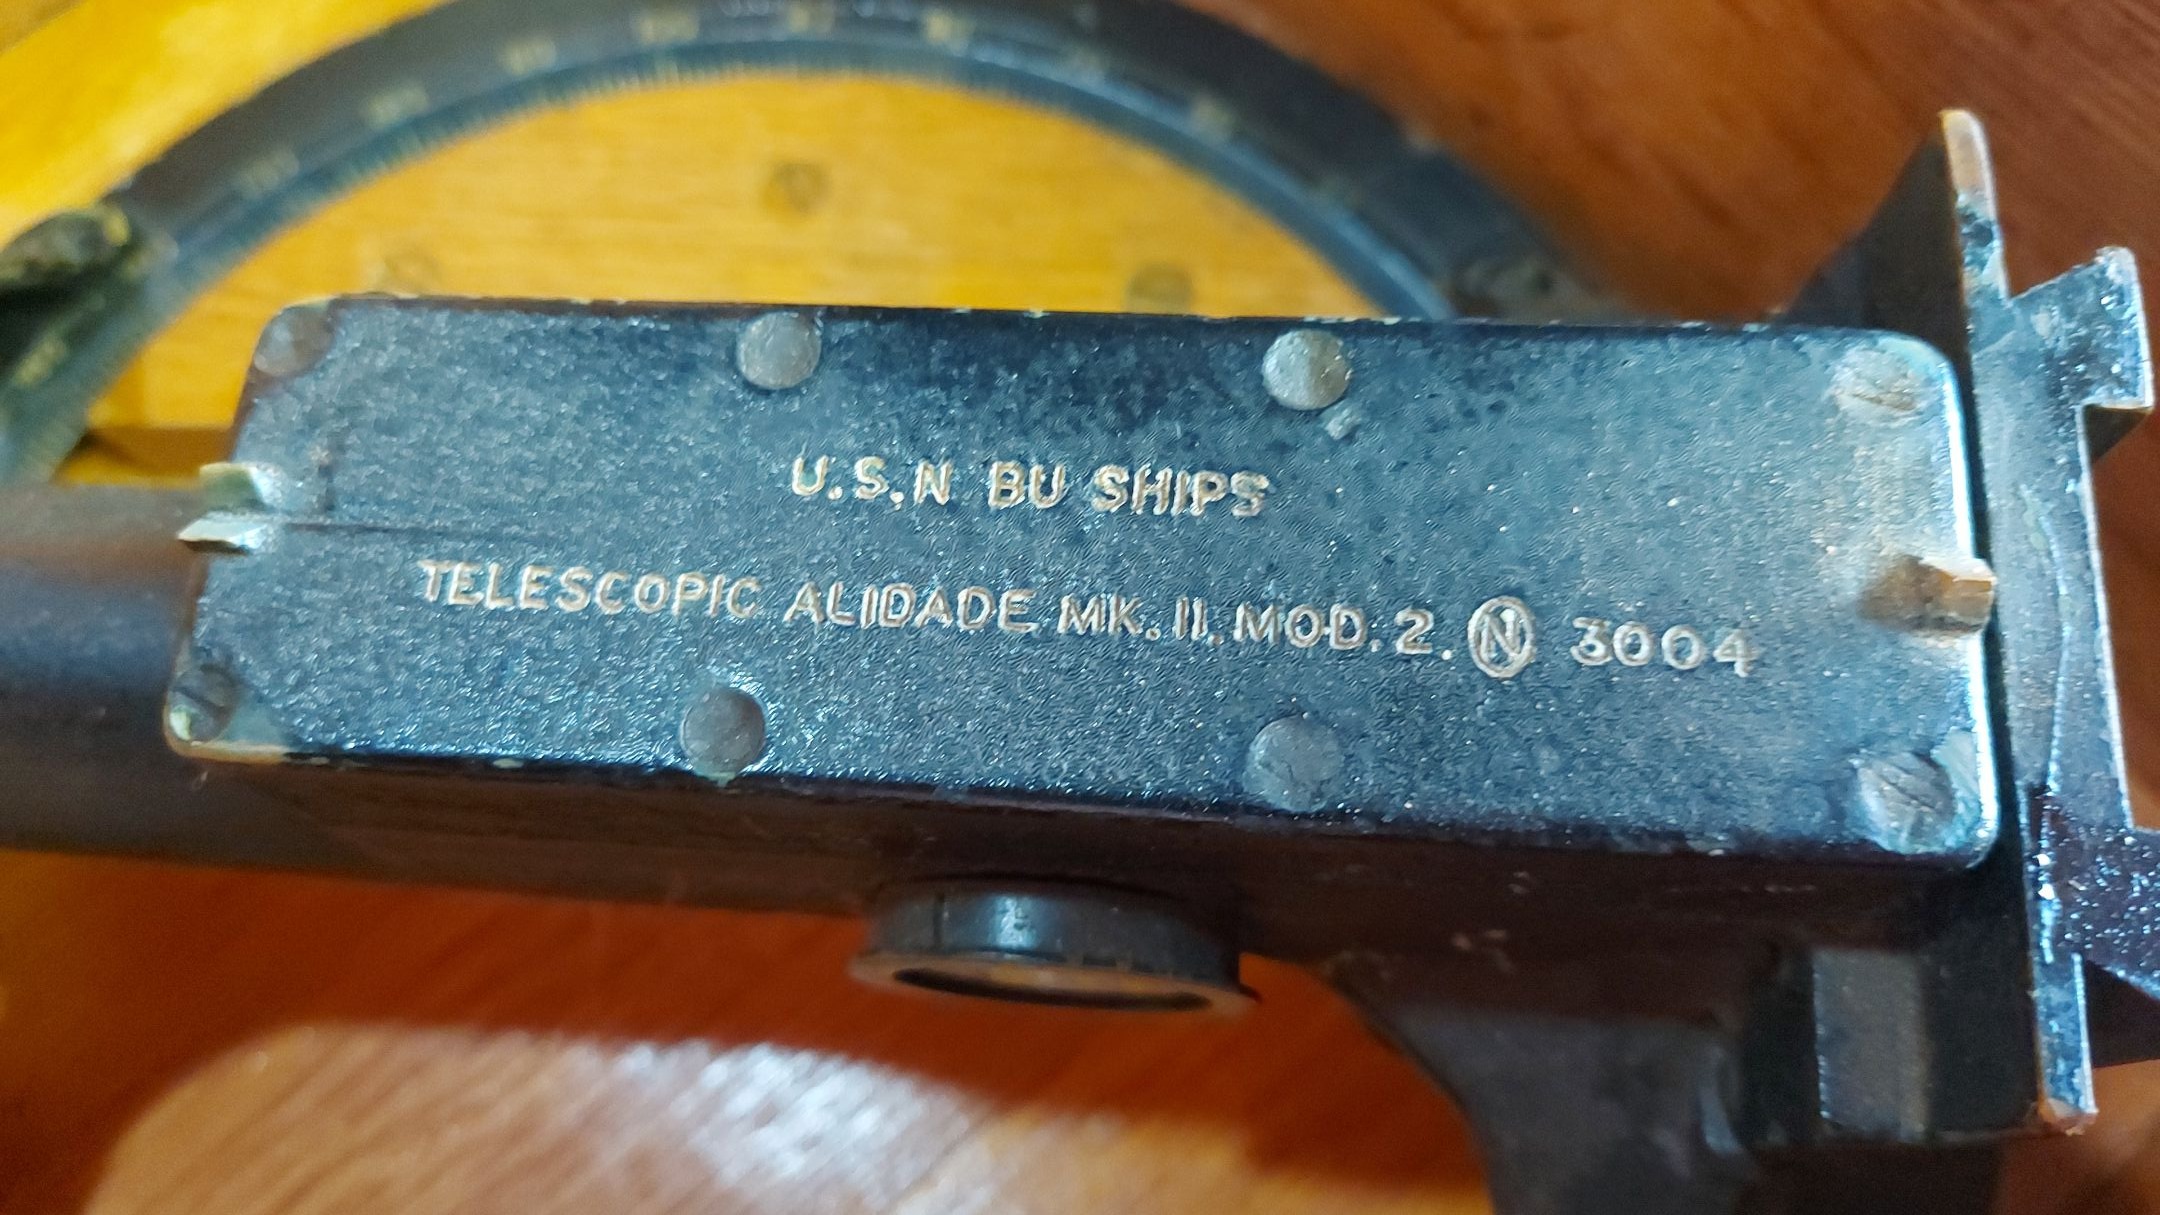 U.S.N BU SHIPS
TELESCOPIC ALIDADE MK. II. MOD. 2. Ⓝ 3004